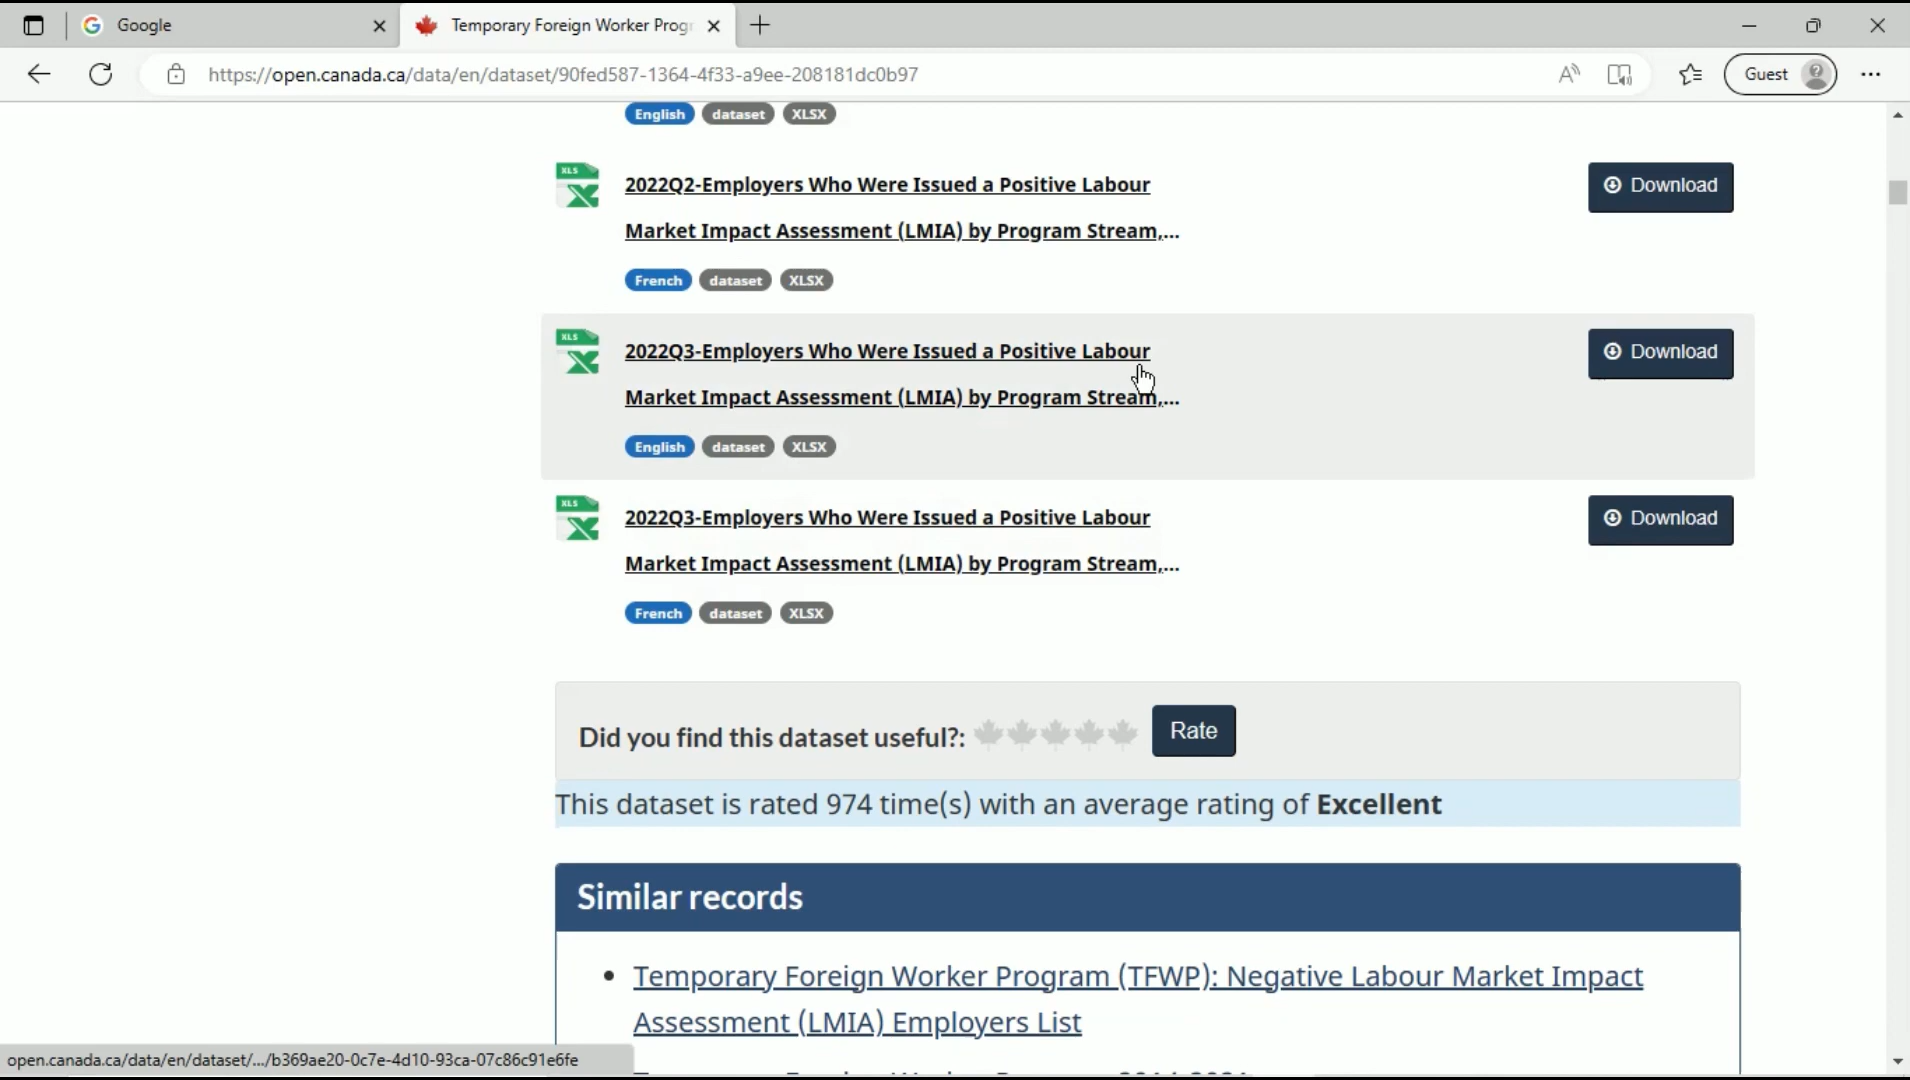 Google
Temporary Foreign Worker Prog
https://open.canada.ca/data/en/dataset/90fed587-1364-4f33-a9ee-208181dc0b97
Guest
English dataset XLSX
XLS
2022Q2-Employers Who Were Issued a Positive Labour
Market Impact Assessment (LMIA) by Program Stream,...
Download
French dataset XLSX
XLS
2022Q3-Employers Who Were Issued a Positive Labour
Market Impact Assessment (LMIA) by Program Stream,...
Download
English dataset XLSX
XLS
2022Q3-Employers Who Were Issued a Positive Labour
Market Impact Assessment (LMIA) by Program Stream,...
Download
French dataset XLSX
Did you find this dataset useful?: Rate
This dataset is rated 974 time(s) with an average rating of Excellent
Similar records
Temporary Foreign Worker Program (TFWP): Negative Labour Market Impact
Assessment (LMIA) Employers List
open.canada.ca/data/en/dataset/.../b369ae20-0c7e-4d10-93ca-07c86c91e6fe